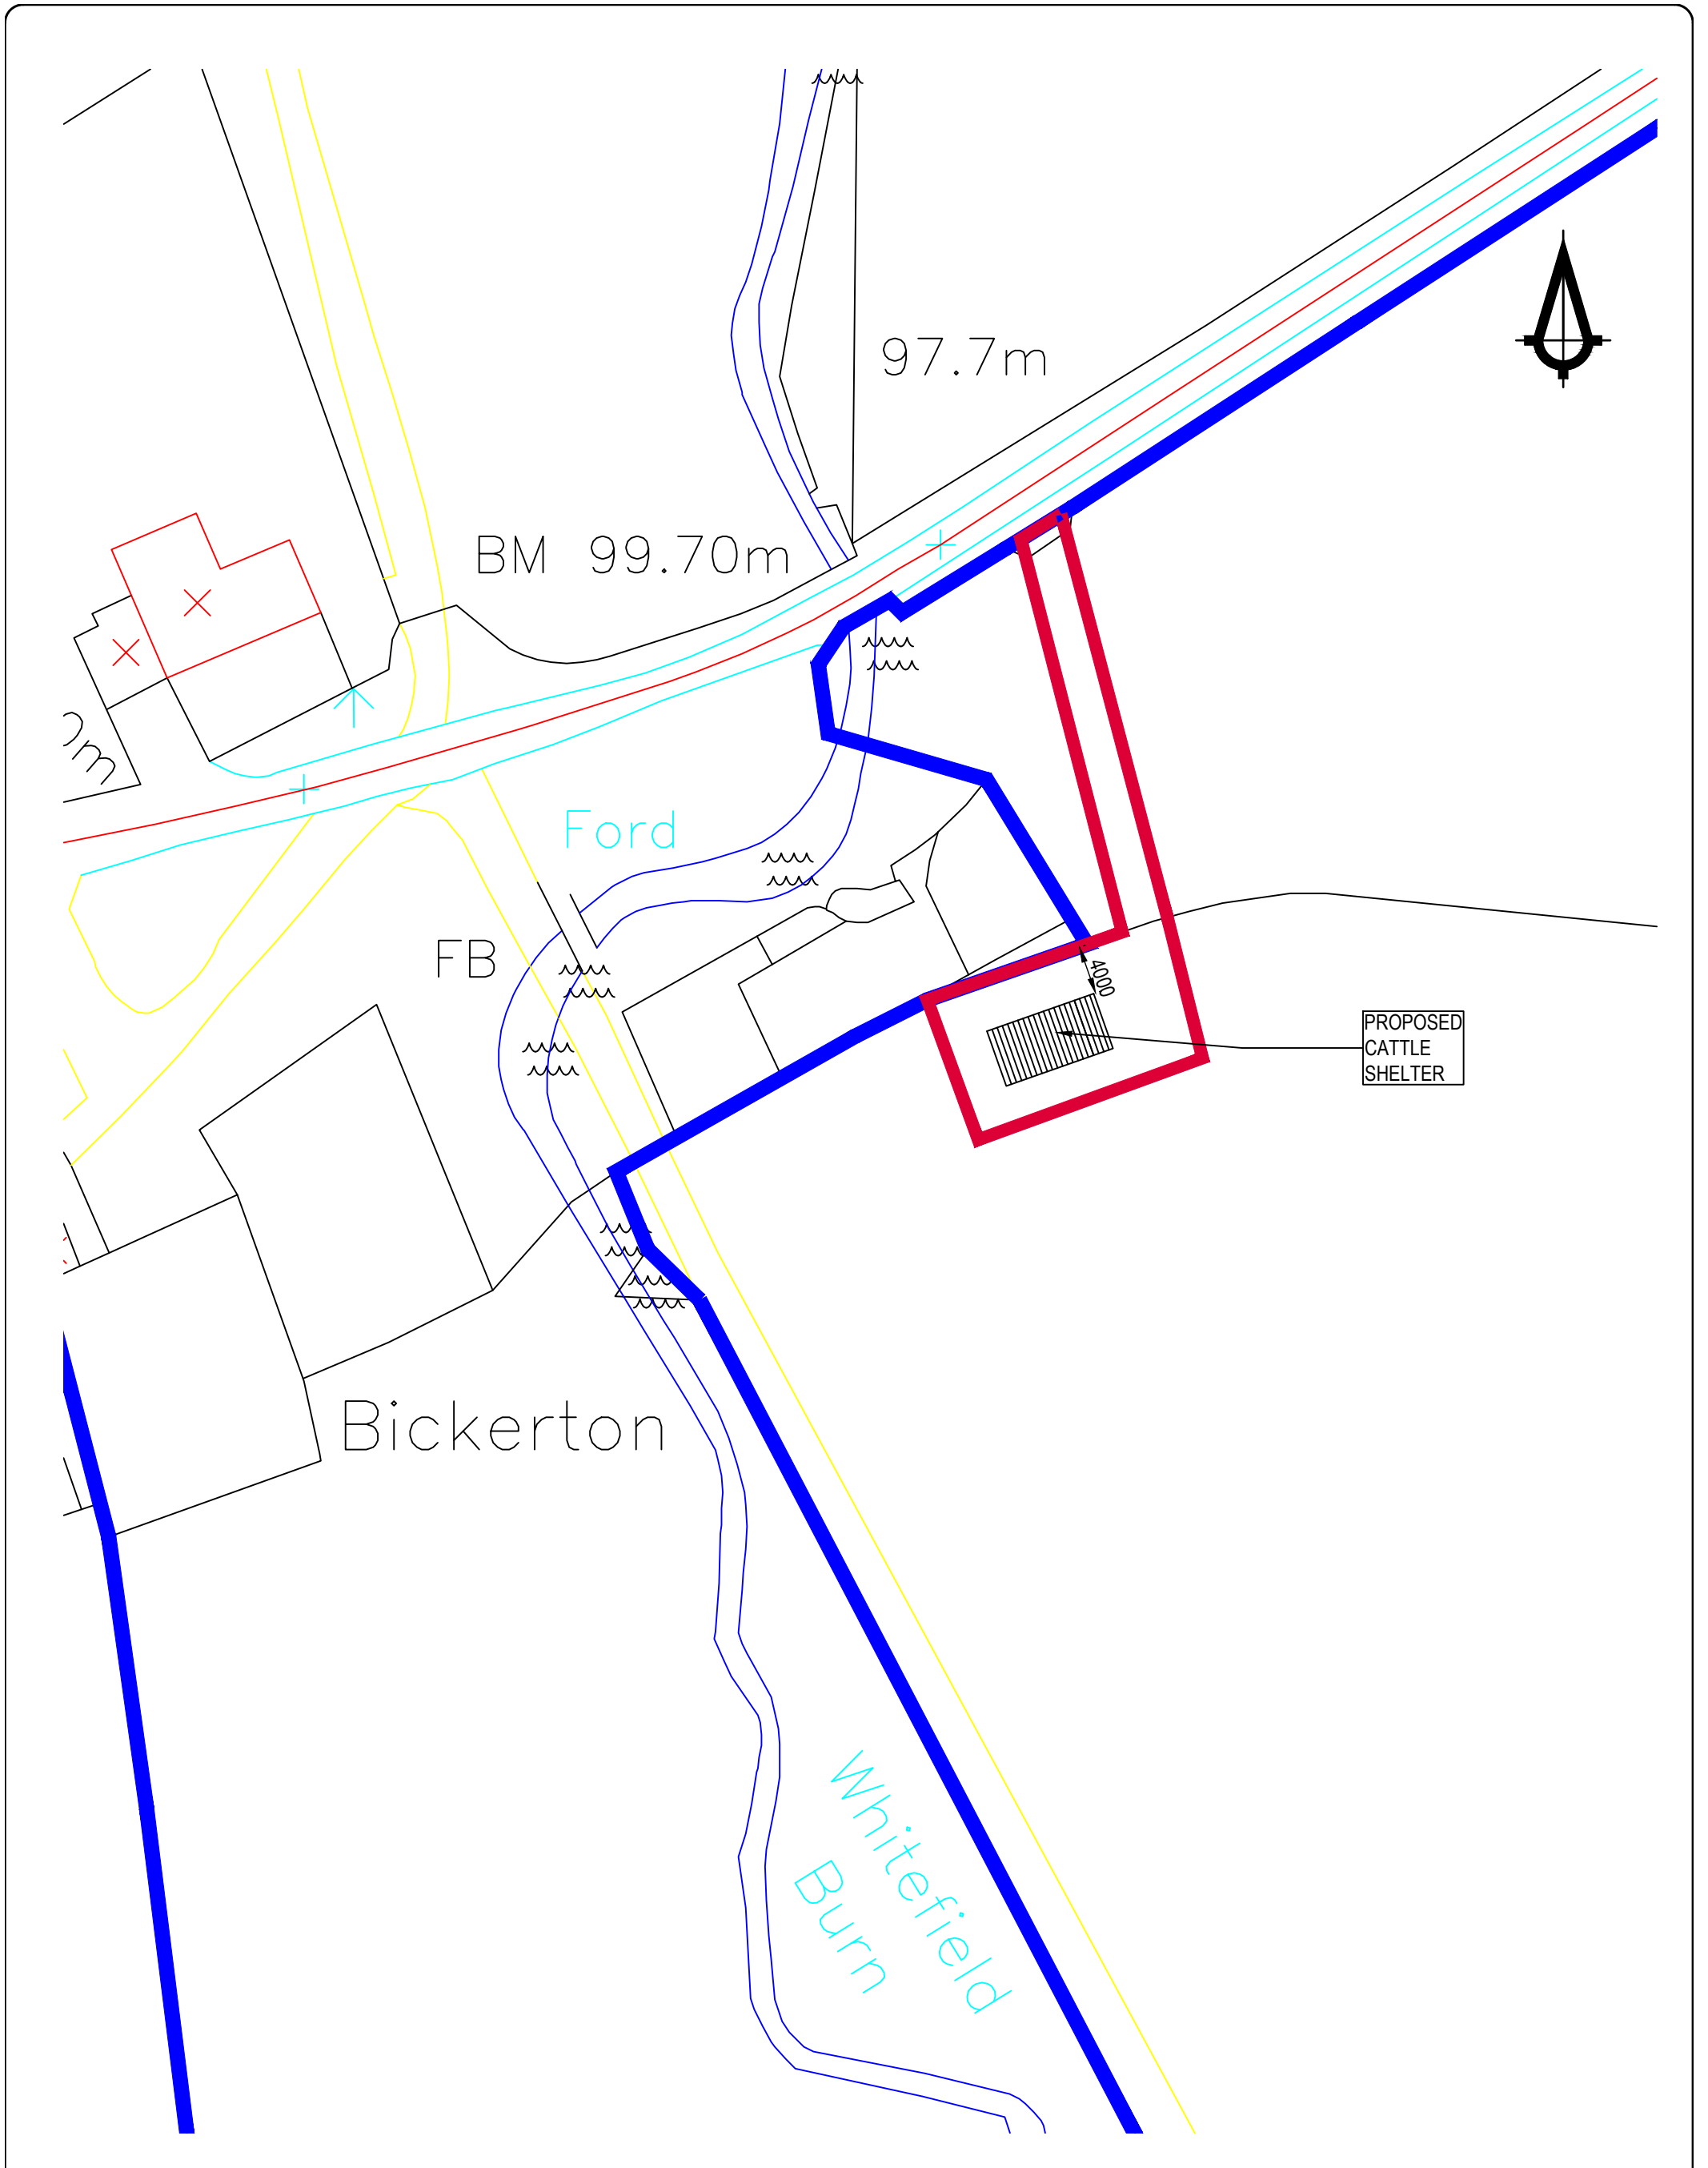 97.7m
BM 99.70m
Ford
FB
4000
PROPOSED
CATTLE
SHELTER
Bickerton
Whitefield
Burn